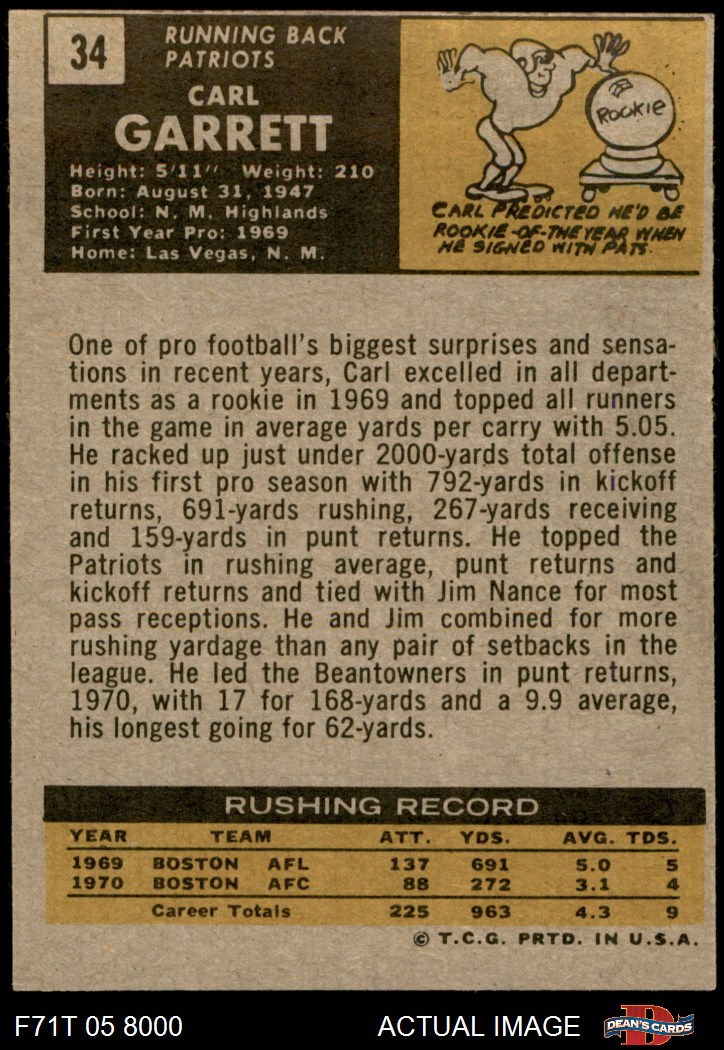 34
RUNNING BACK
PATRIOTS
CARL
GARRETT
Height: 5'11" Weight: 210
Born: August 31, 1947
School: N. M. Highlands
First Year Pro: 1969
Home: Las Vegas, N. M.
ROOKIE
CARL PREDICTED HE'D BE
ROOKIE-OF-THE YEAR WHEN
HE SIGNED WITH PATS.
One of pro football's biggest surprises and sensa-
tions in recent years, Carl excelled in all depart-
ments as a rookie in 1969 and topped all runners
in the game in average yards per carry with 5.05.
He racked up just under 2000-yards total offense
in his first pro season with 792-yards in kickoff
returns, 691-yards rushing, 267-yards receiving
and 159-yards in punt returns. He topped the
Patriots in rushing average, punt returns and
kickoff returns and tied with Jim Nance for most
pass receptions. He and Jim combined for more
rushing yardage than any pair of setbacks in the
league. He led the Beantowners in punt returns,
1970, with 17 for 168-yards and a 9.9 average,
his longest going for 62-yards.
RUSHING RECORD
YEAR TEAM ATT. YDS. AVG. TDS.
1969 BOSTON AFL 137 691 5.0 5
1970 BOSTON AFC 88 272 3.1 4
Career Totals 225 963 4.3 9
© T.C.G. PRTD. IN U.S.A.
F71T 05 8000 ACTUAL IMAGE D DEAN'S CARDS